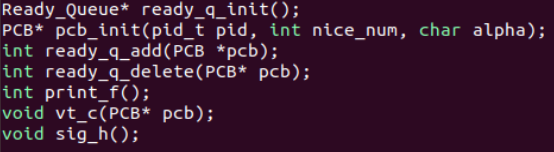 Ready_Queue* ready_q_init();
PCB* pcb_init(pid_t pid, int nice_num, char alpha);
int ready_q_add(PCB *pcb);
int ready_q_delete(PCB* pcb);
int print_f();
void vt_c(PCB* pcb);
void sig_h();